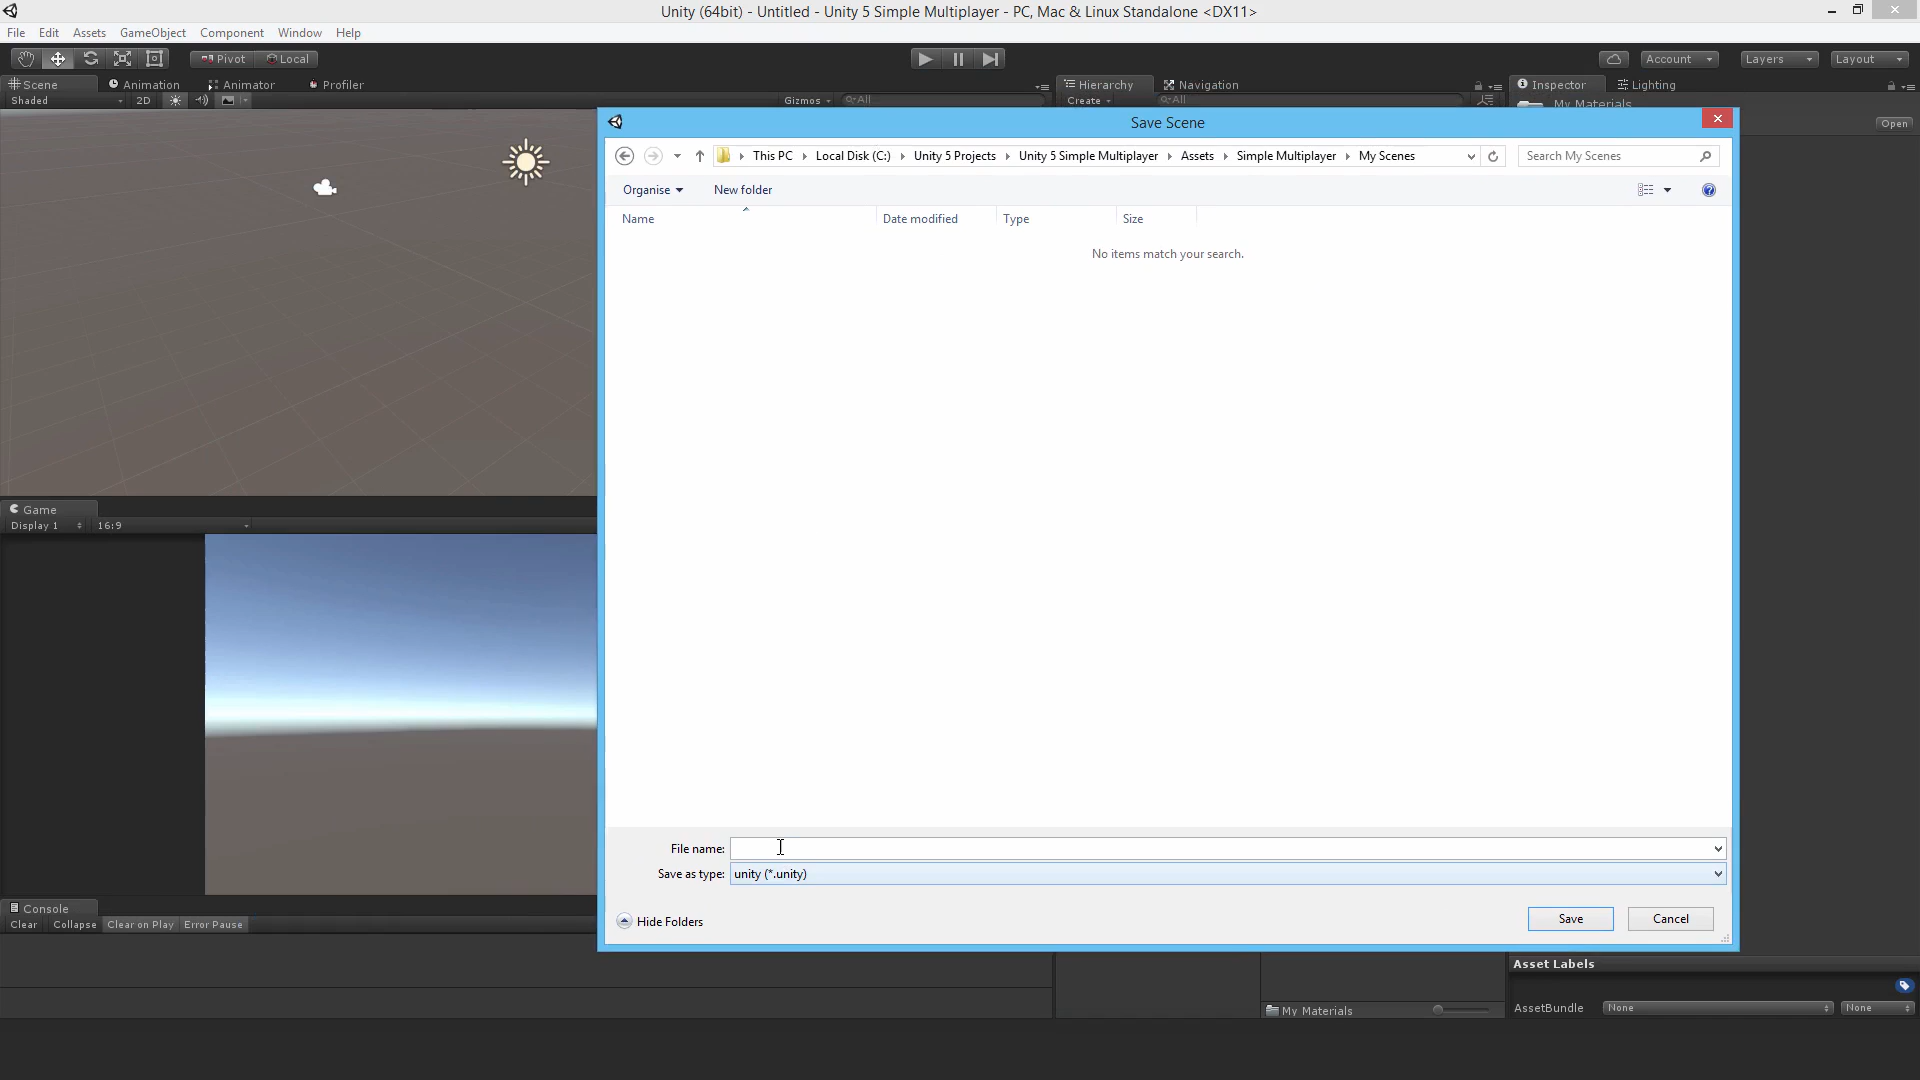 Unity (64bit) - Untitled - Unity 5 Simple Multiplayer - PC, Mac & Linux Standalone <DX11>
File Edit Assets GameObject Component Window Help
Pivot Local Account Layers Layout
Scene Animation Animator Profiler Hierarchy Navigation Inspector Lighting
Shaded 2D Gizmos All Create All My Materials
Open
Save Scene
This PC Local Disk (C:) Unity 5 Projects Unity 5 Simple Multiplayer Assets Simple Multiplayer My Scenes Search My Scenes
Organise New folder
Name Date modified Type Size
No items match your search.
Game
Display 1 16:9
File name:
Save as type: unity (*.unity)
Hide Folders Save Cancel
Console
Clear Collapse Clear on Play Error Pause
Asset Labels
AssetBundle None None
My Materials